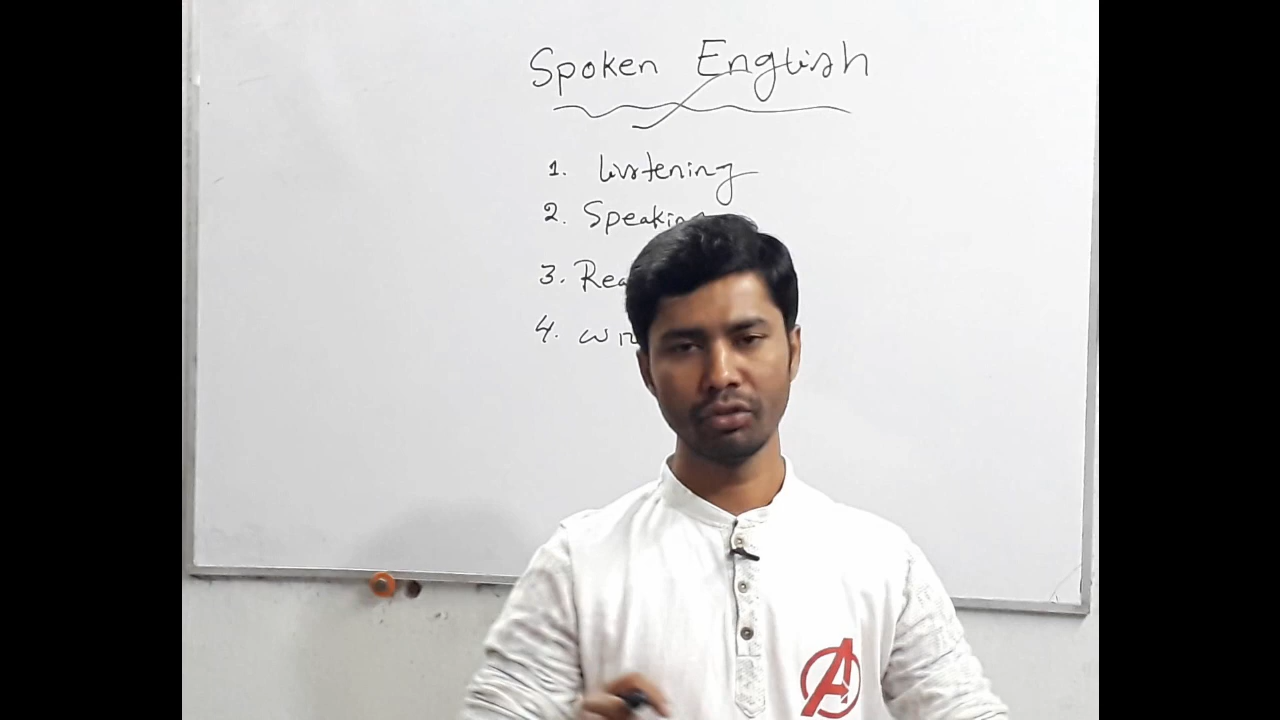 Spoken English
1. Listening
2. Speakin
3. Rea
4. Wri